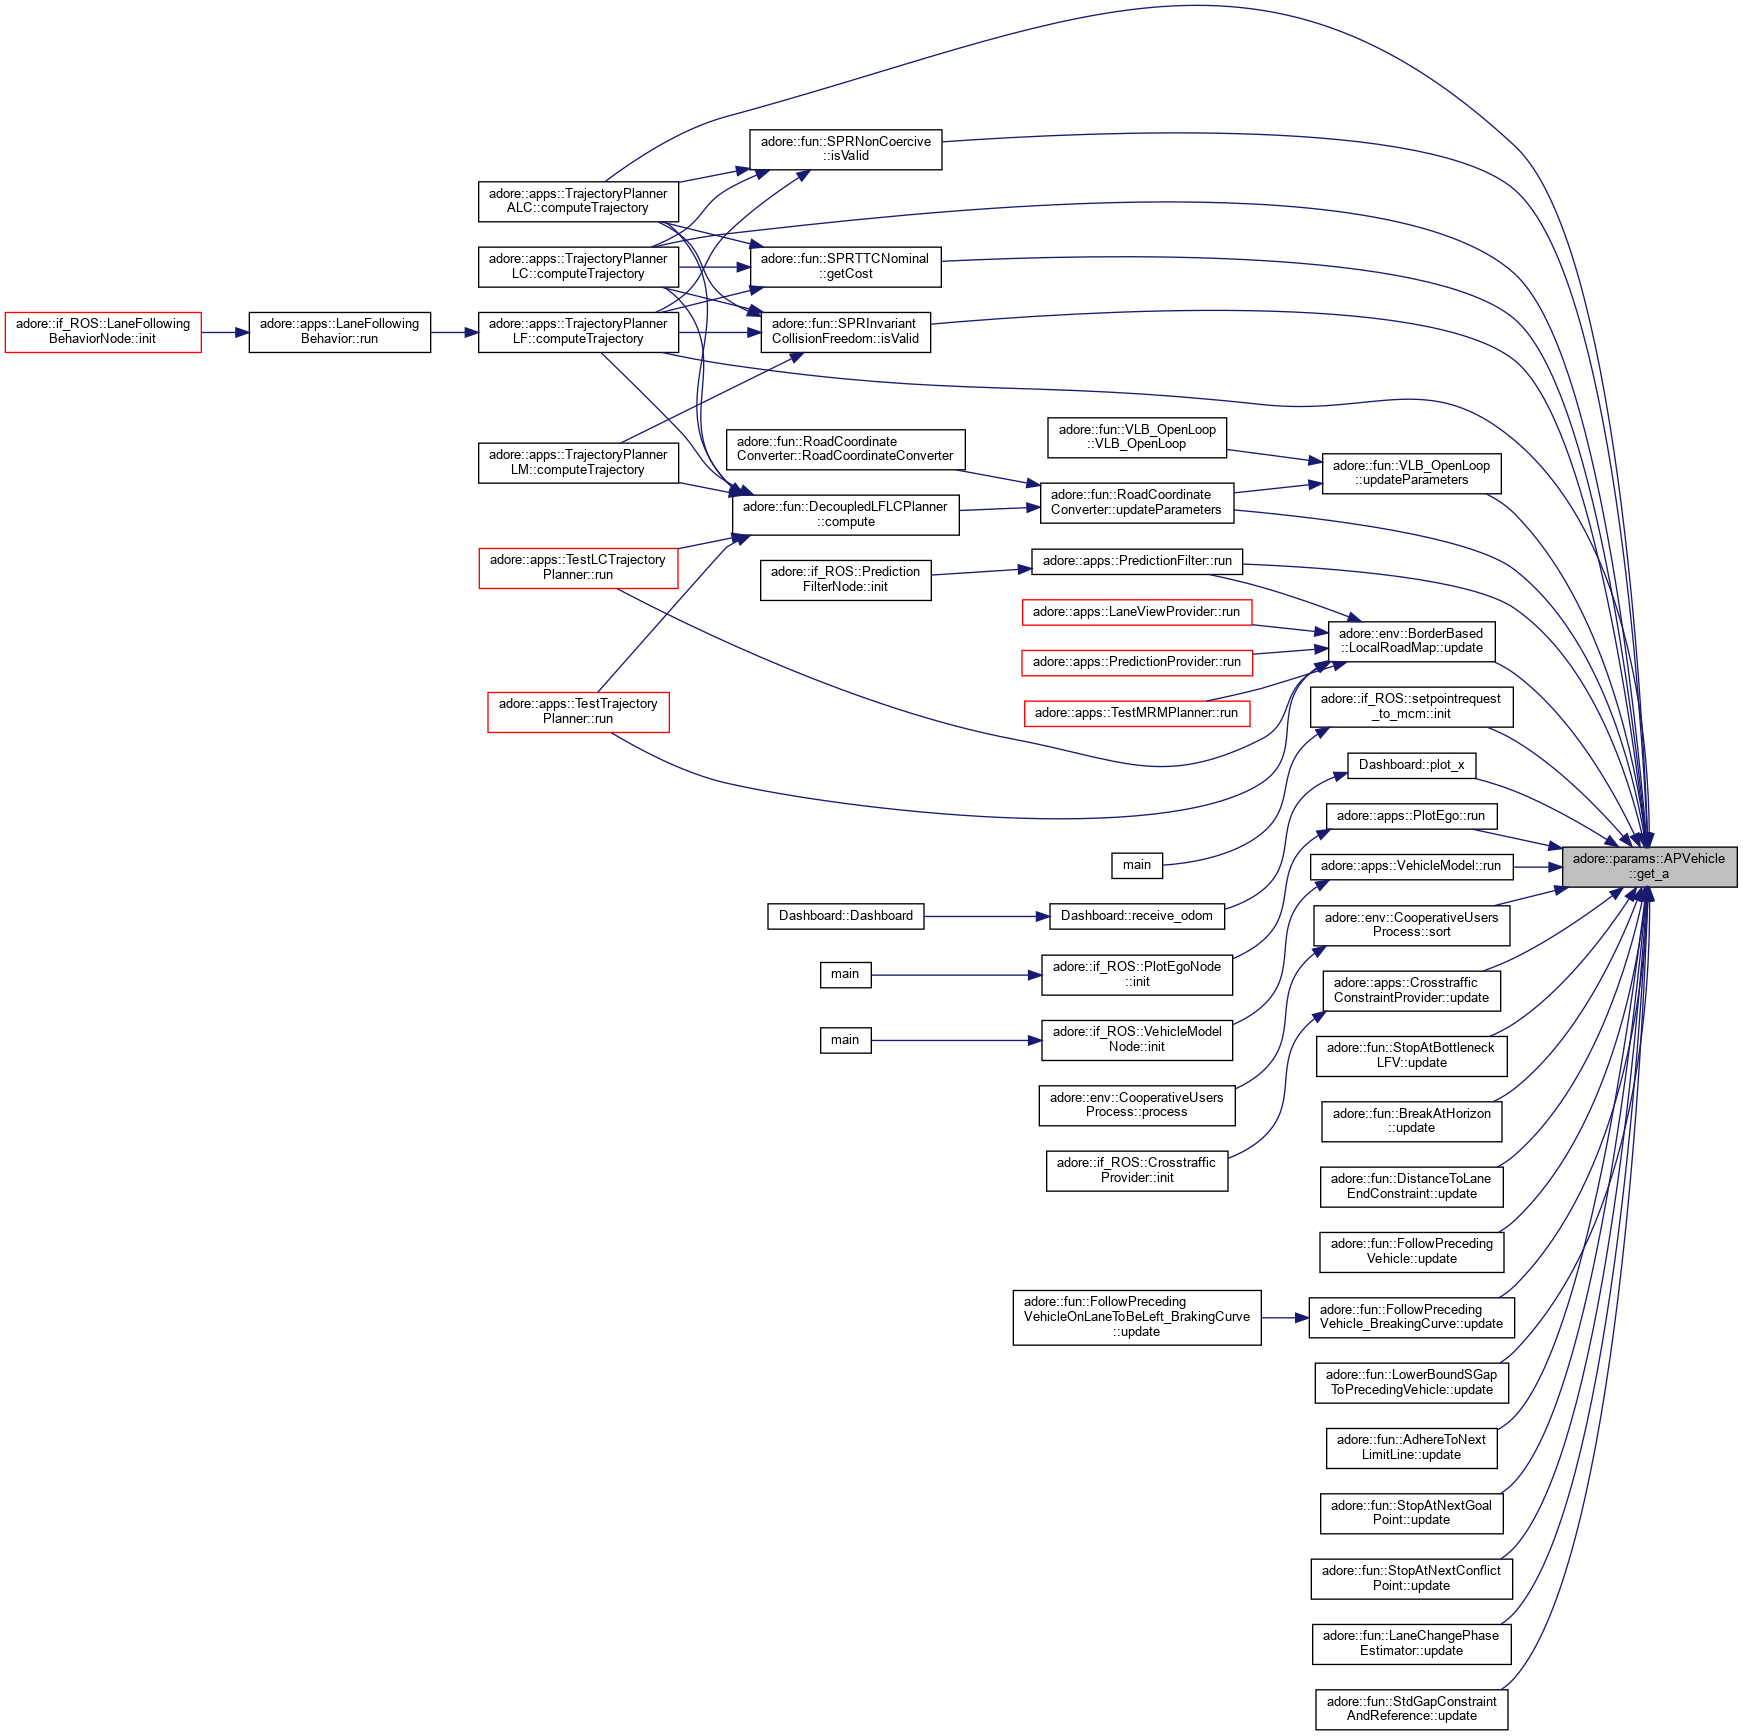 adore::fun::SPRNonCoercive
::isValid
adore::apps::TrajectoryPlanner
ALC::computeTrajectory
adore::apps::TrajectoryPlanner
LC::computeTrajectory
adore::fun::SPRTTCNominal
::getCost
adore::if_ROS::LaneFollowing
BehaviorNode::init
adore::apps::LaneFollowing
Behavior::run
adore::apps::TrajectoryPlanner
LF::computeTrajectory
adore::fun::SPRInvariant
CollisionFreedom::isValid
adore::apps::TrajectoryPlanner
LM::computeTrajectory
adore::fun::RoadCoordinate
Converter::RoadCoordinateConverter
adore::fun::VLB_OpenLoop
::VLB_OpenLoop
adore::fun::VLB_OpenLoop
::updateParameters
adore::fun::DecoupledLFLCPlanner
::compute
adore::fun::RoadCoordinate
Converter::updateParameters
adore::apps::TestLCTrajectory
Planner::run
adore::if_ROS::Prediction
FilterNode::init
adore::apps::PredictionFilter::run
adore::apps::LaneViewProvider::run
adore::env::BorderBased
::LocalRoadMap::update
adore::apps::PredictionProvider::run
adore::apps::TestTrajectory
Planner::run
adore::apps::TestMRMPlanner::run
adore::if_ROS::setpointrequest
_to_mcm::init
Dashboard::plot_x
adore::apps::PlotEgo::run
main
adore::apps::VehicleModel::run
adore::params::APVehicle
::get_a
Dashboard::Dashboard
Dashboard::receive_odom
adore::env::CooperativeUsers
Process::sort
main
adore::if_ROS::PlotEgoNode
::init
adore::apps::Crosstraffic
ConstraintProvider::update
main
adore::if_ROS::VehicleModel
Node::init
adore::fun::StopAtBottleneck
LFV::update
adore::env::CooperativeUsers
Process::process
adore::fun::BreakAtHorizon
::update
adore::if_ROS::Crosstraffic
Provider::init
adore::fun::DistanceToLane
EndConstraint::update
adore::fun::FollowPreceding
Vehicle::update
adore::fun::FollowPreceding
VehicleOnLaneToBeLeft_BrakingCurve
::update
adore::fun::FollowPreceding
Vehicle_BreakingCurve::update
adore::fun::LowerBoundSGap
ToPrecedingVehicle::update
adore::fun::AdhereToNext
LimitLine::update
adore::fun::StopAtNextGoal
Point::update
adore::fun::StopAtNextConflict
Point::update
adore::fun::LaneChangePhase
Estimator::update
adore::fun::StdGapConstraint
AndReference::update